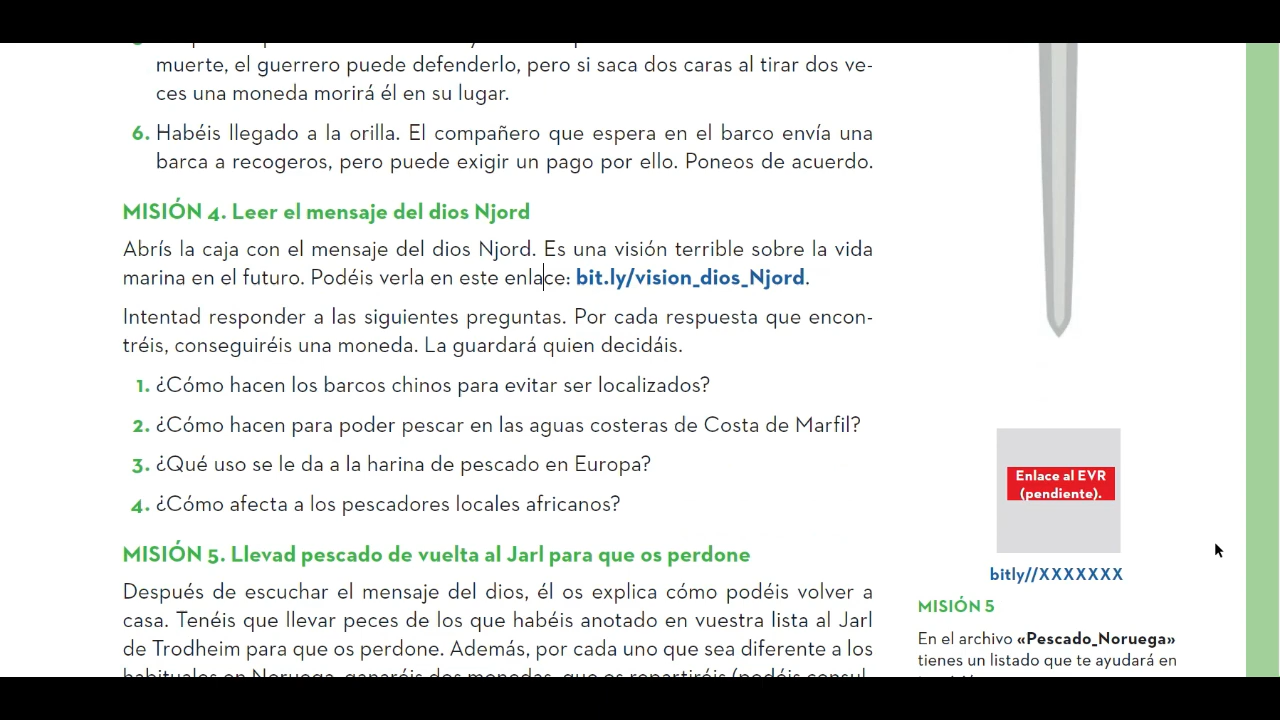 muerte, el guerrero puede defenderlo, pero si saca dos caras al tirar dos ve-
ces una moneda morirá él en su lugar.
6. Habéis llegado a la orilla. El compañero que espera en el barco envía una
barca a recogeros, pero puede exigir un pago por ello. Poneos de acuerdo.
MISIÓN 4. Leer el mensaje del dios Njord
Abrís la caja con el mensaje del dios Njord. Es una visión terrible sobre la vida
marina en el futuro. Podéis verla en este enlace: bit.ly/vision_dios_Njord.
Intentad responder a las siguientes preguntas. Por cada respuesta que encon-
tréis, conseguiréis una moneda. La guardará quien decidáis.
1. ¿Cómo hacen los barcos chinos para evitar ser localizados?
2. ¿Cómo hacen para poder pescar en las aguas costeras de Costa de Marfil?
3. ¿Qué uso se le da a la harina de pescado en Europa?
4. ¿Cómo afecta a los pescadores locales africanos?
MISIÓN 5. Llevad pescado de vuelta al Jarl para que os perdone
Después de escuchar el mensaje del dios, él os explica cómo podéis volver a
casa. Tenéis que llevar peces de los que habéis anotado en vuestra lista al Jarl
de Trodheim para que os perdone. Además, por cada uno que sea diferente a los
habituales en Noruega, ganaréis dos monedas, que os repartiréis (podéis consul-
Enlace al EVR
(pendiente).
bitly//XXXXXXX
MISIÓN 5
En el archivo «Pescado_Noruega»
tienes un listado que te ayudará en